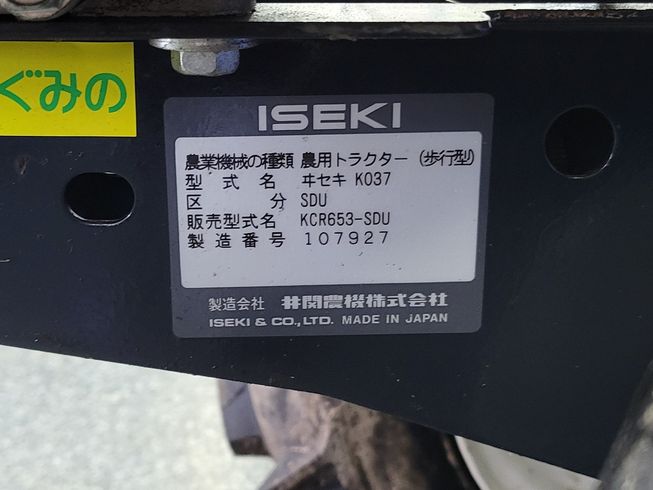 ぐみの
ISEKI
農業機械の種類 農用トラクター (歩行型)
型式名 ヰセキ KO37
区分 SDU
販売型式名 KCR653-SDU
製造番号 107927
製造会社 井関農機株式会社
ISEKI & CO., LTD. MADE IN JAPAN